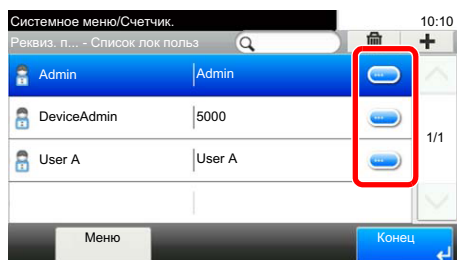 Системное меню/Счетчик. 10:10
Реквиз. п... - Список лок польз
Admin Admin
DeviceAdmin 5000
1/1
User A User A
Меню Конец